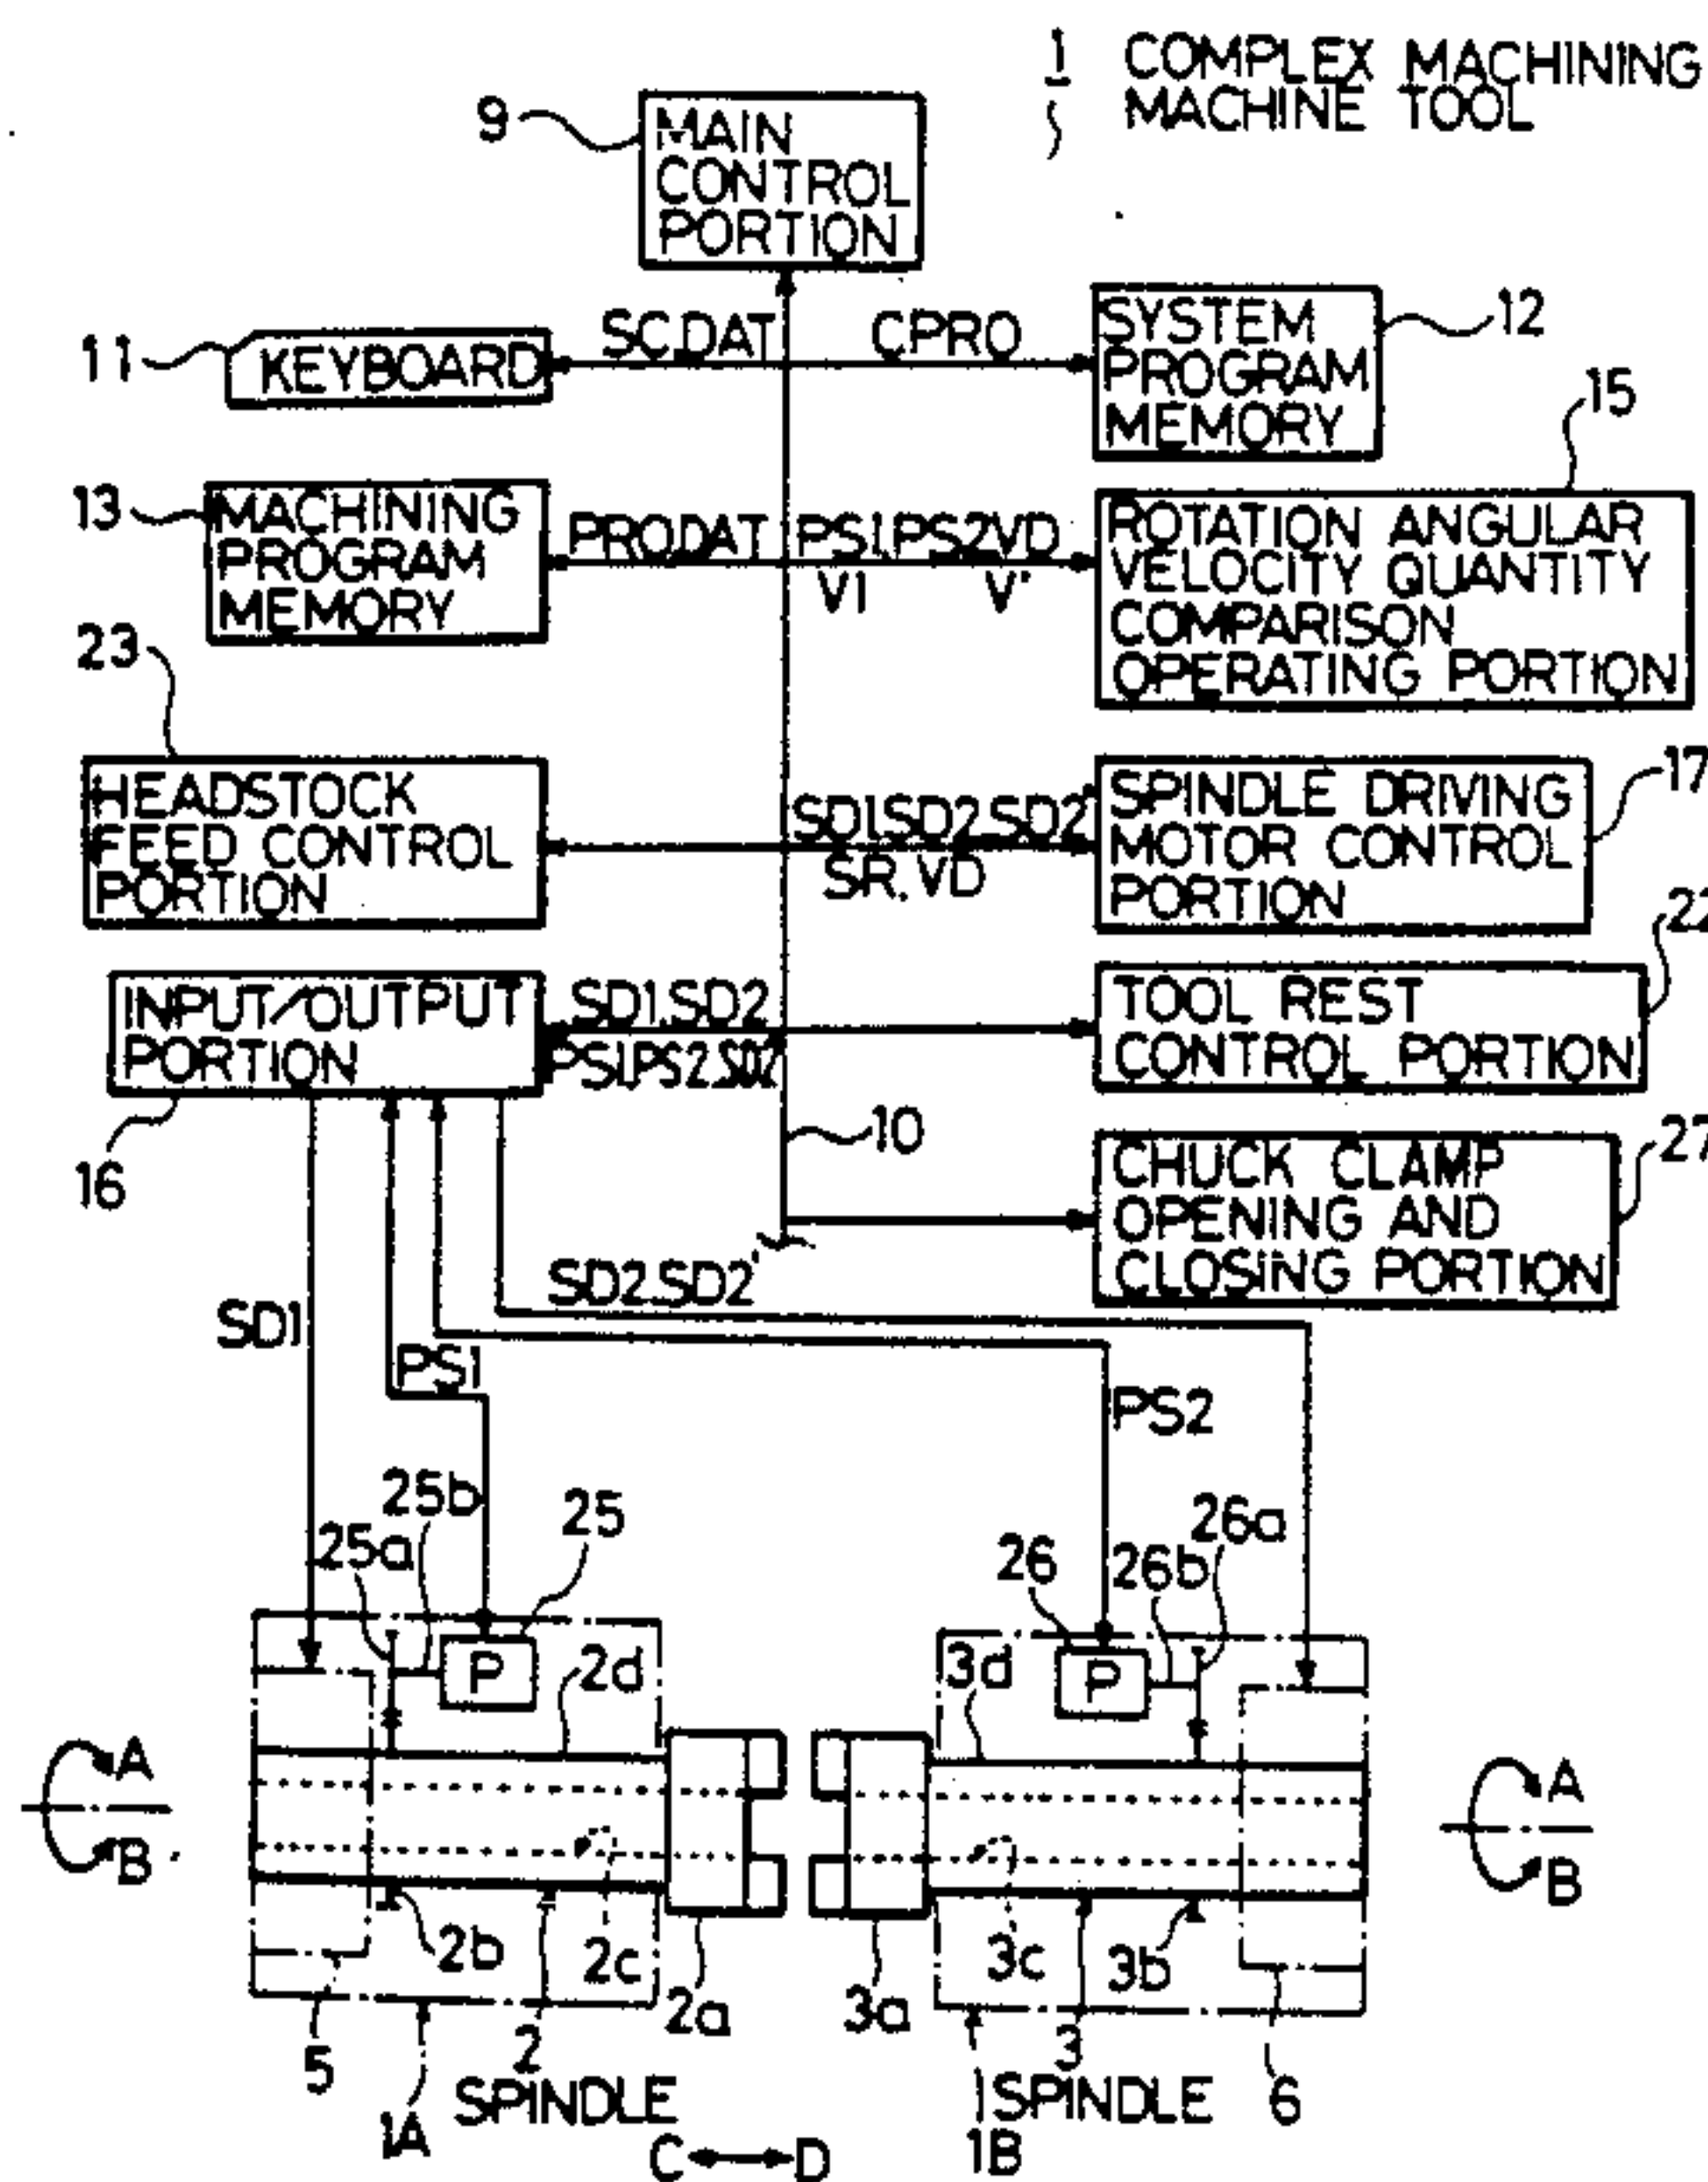 1 COMPLEX MACHINING
MACHINE TOOL
9
MAIN
CONTROL
PORTION
11
KEYBOARD
SC.DAT
CPRO
SYSTEM
PROGRAM
MEMORY
12
13
MACHINING
PROGRAM
MEMORY
PRO.DAT
PS1.PS2.VD
V1 V'
ROTATION ANGULAR
VELOCITY QUANTITY
COMPARISON
OPERATING PORTION
15
23
HEADSTOCK
FEED CONTROL
PORTION
SD1.SD2.SD2'
SR.VD
SPINDLE DRIVING
MOTOR CONTROL
PORTION
17
INPUT/OUTPUT
PORTION
16
SD1.SD2
PS1.PS2.SD2'
TOOL REST
CONTROL PORTION
22
10
CHUCK CLAMP
OPENING AND
CLOSING PORTION
27
SD2.SD2'
SD1
PS1
PS2
25b
25
25a
26
26b
26a
P
2d
3d
P
A
B
A
B
2b
2c
2a
3a
3c
3b
5
1A
2
SPINDLE
3
SPINDLE
1B
6
C D